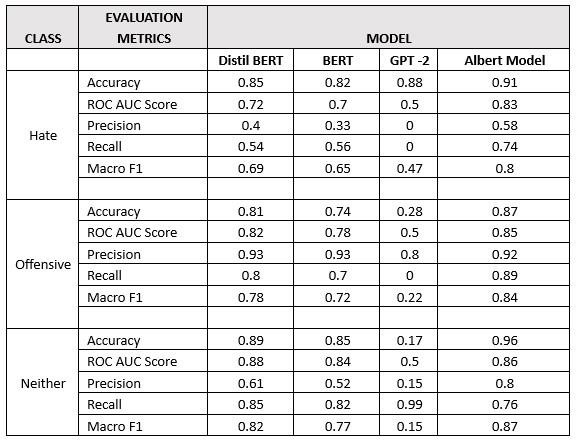 CLASS EVALUATION METRICS MODEL
Distil BERT BERT GPT -2 Albert Model
Hate
Accuracy 0.85 0.82 0.88 0.91
ROC AUC Score 0.72 0.7 0.5 0.83
Precision 0.4 0.33 0 0.58
Recall 0.54 0.56 0 0.74
Macro F1 0.69 0.65 0.47 0.8
Offensive
Accuracy 0.81 0.74 0.28 0.87
ROC AUC Score 0.82 0.78 0.5 0.85
Precision 0.93 0.93 0.8 0.92
Recall 0.8 0.7 0 0.89
Macro F1 0.78 0.72 0.22 0.84
Neither
Accuracy 0.89 0.85 0.17 0.96
ROC AUC Score 0.88 0.84 0.5 0.86
Precision 0.61 0.52 0.15 0.8
Recall 0.85 0.82 0.99 0.76
Macro F1 0.82 0.77 0.15 0.87